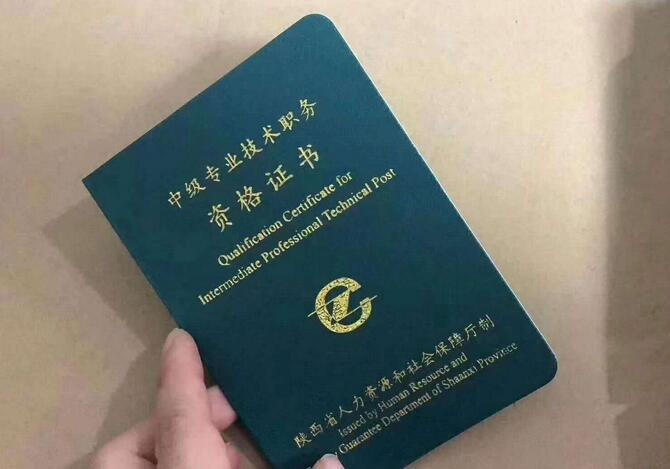 中级专业技术职务
资格证书
Qualification Certificate for
Intermediate Professional Technical Post
陕西省人力资源和社会保障厅制
issued by Human Resource and
Guarantee Department of Shaanxi Province